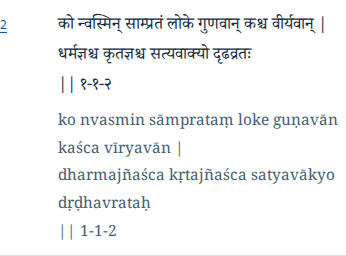 2
को न्वस्मिन् साम्प्रतं लोके गुणवान् कश्च वीर्यवान् |
धर्मज्ञश्च कृतज्ञश्च सत्यवाक्यो दृढव्रतः
|| १-१-२
ko nvasmin sāmprataṃ loke guṇavān
kaśca vīryavān |
dharmajñaśca kṛtajñaśca satyavākyo
dṛḍhavrataḥ
|| 1-1-2